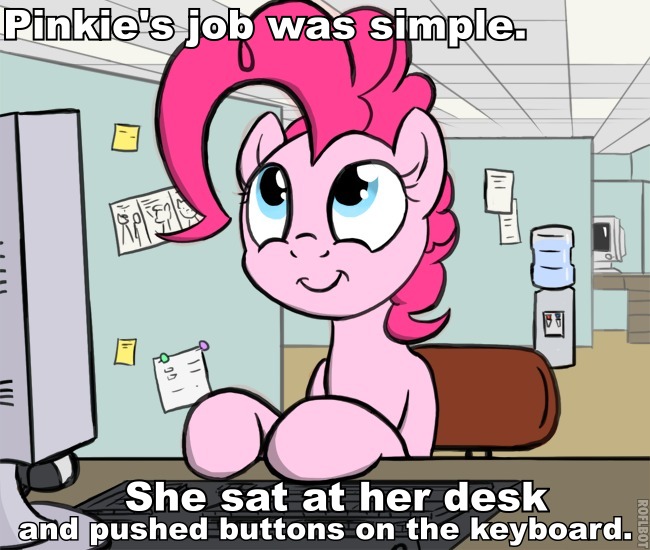 Pinkie's job was simple.
She sat at her desk
and pushed buttons on the keyboard.
ROFLBOT